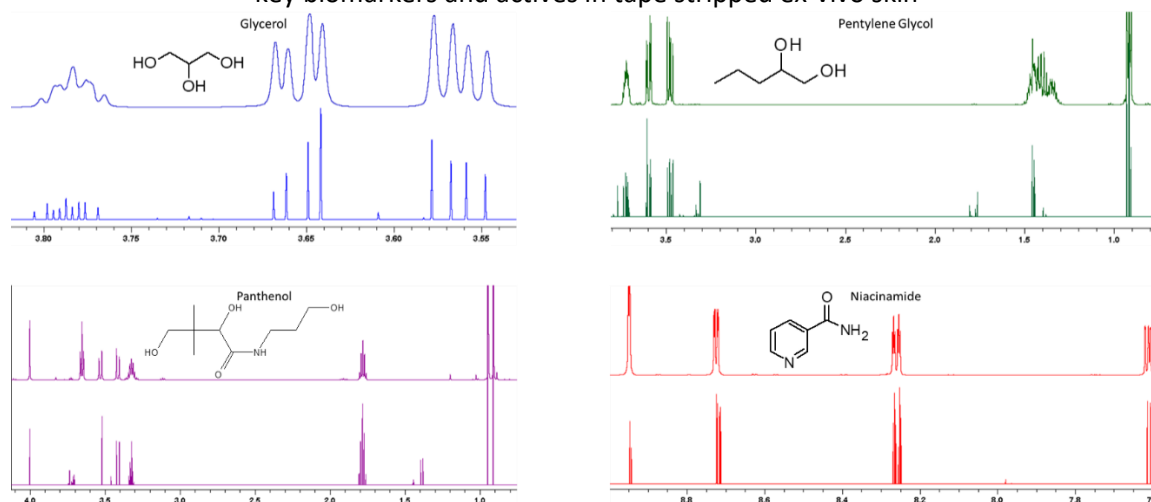 key biomarkers and actives in tape stripped ex-vivo skin
Glycerol
HO
OH
OH
3.80
3.75
3.70
3.65
3.60
3.55
Pentylene Glycol
OH
OH
3.5
3.0
2.5
2.0
1.5
1.0
Panthenol
OH
OH
HO
O
NH
4.0
3.5
3.0
2.5
2.0
1.5
1.0
Niacinamide
O
NH2
N
8.8
8.6
8.4
8.2
8.0
7.8